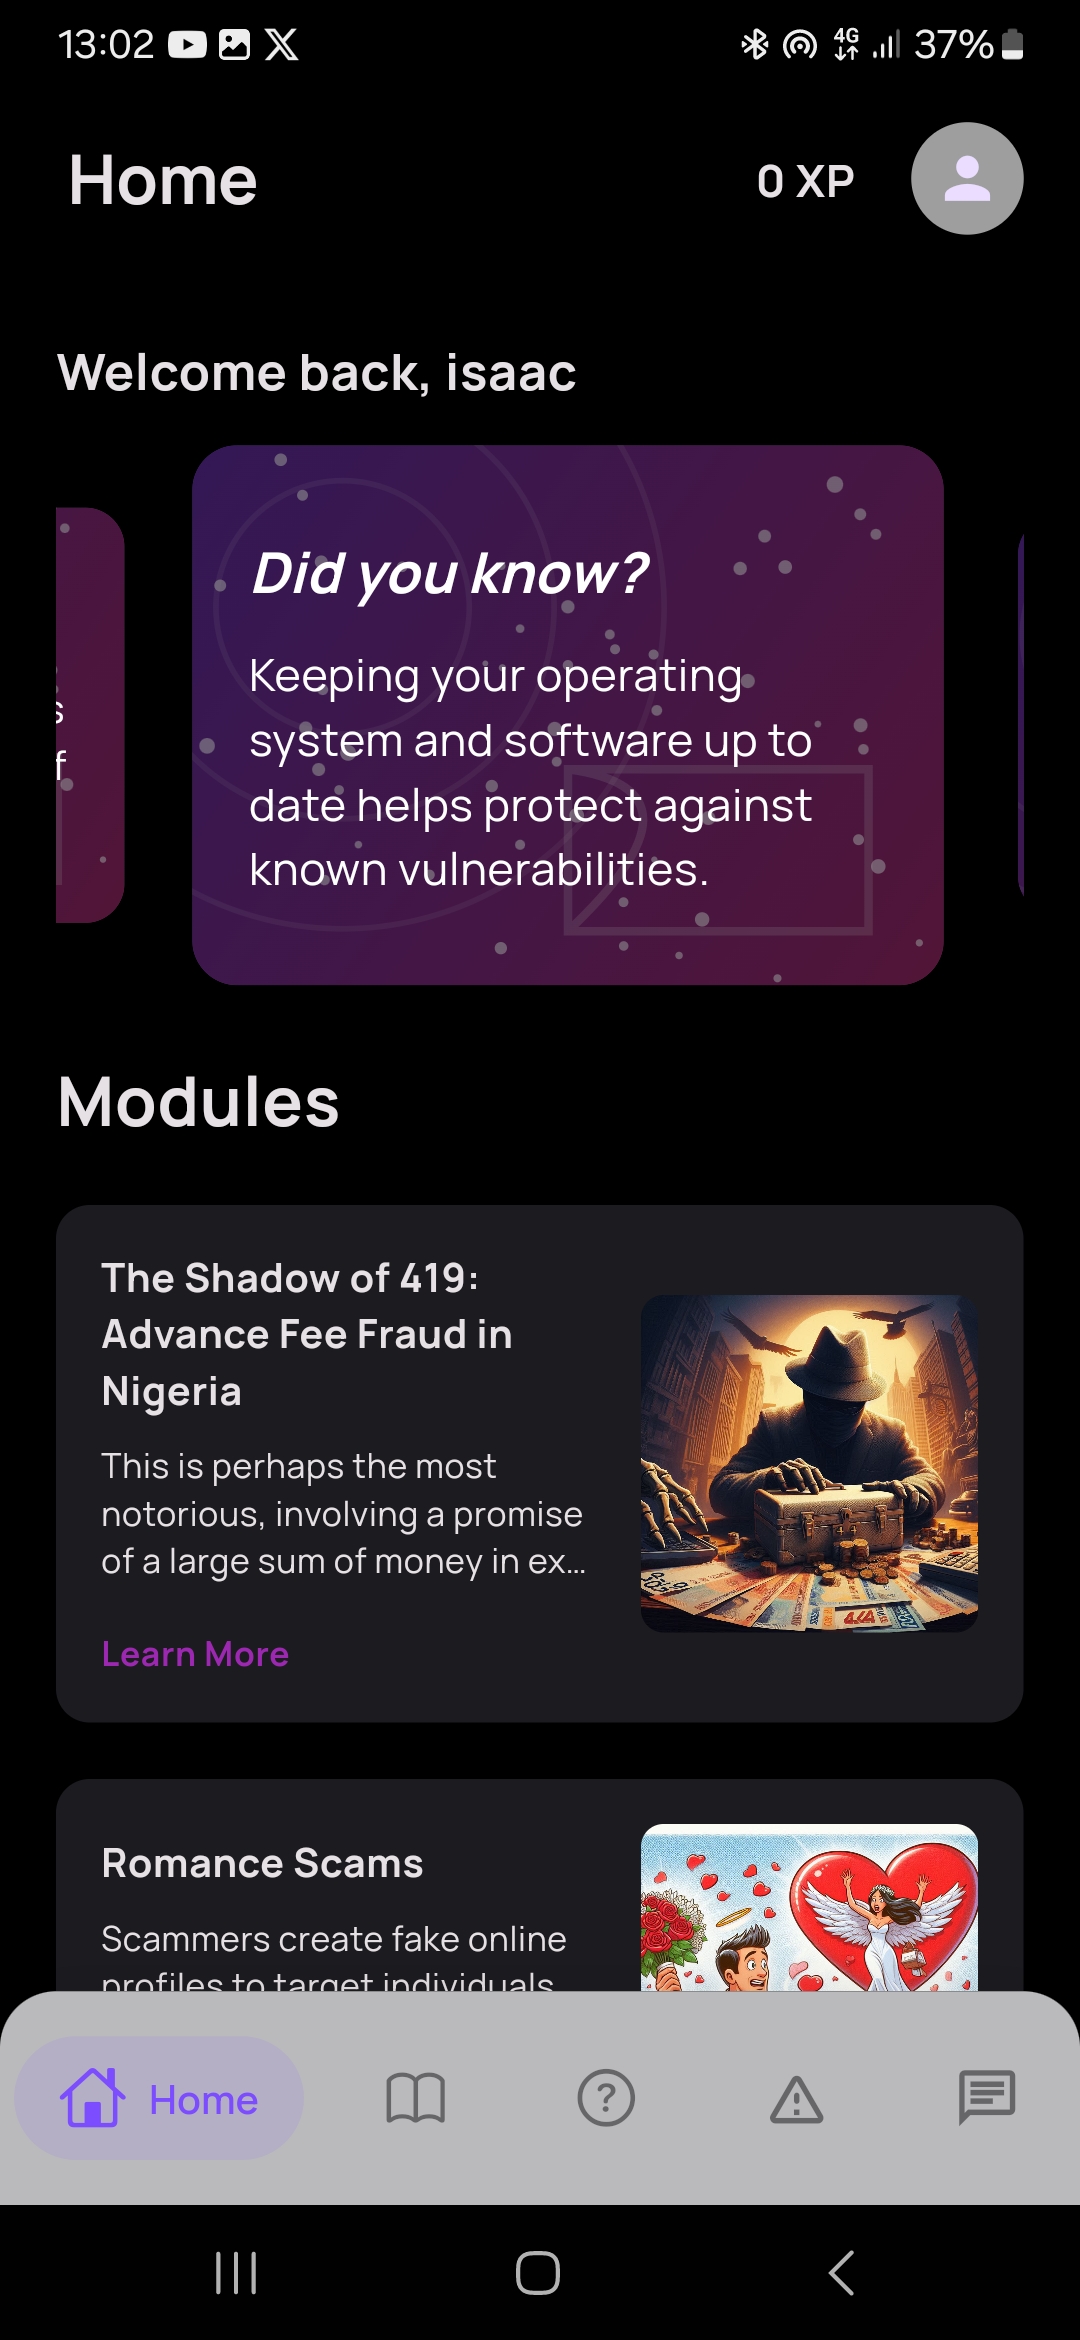 13:02
4G
37%
Home
0 XP
Welcome back, isaac
s
f
Did you know?
Keeping your operating
system and software up to
date helps protect against
known vulnerabilities.
Modules
The Shadow of 419:
Advance Fee Fraud in
Nigeria
This is perhaps the most
notorious, involving a promise
of a large sum of money in ex...
Learn More
Romance Scams
Scammers create fake online
profiles to target individuals
Home